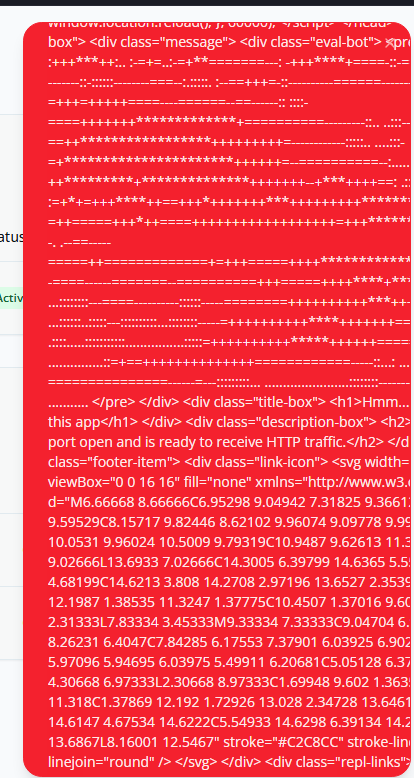 window.location.reload(); }, 60000); </script> </head>
box"> <div class="message"> <div class="eval-bot"> <pre
:+++***++:.. :-=+=..:-=+**=======---: -+++****+====-::-=
-------::-::::::--------===--:.::::: :--==+++=-::--------======------
=+++=+++++====----======--==------:: ::::-
====+++++++*************+==========---------::.. ..:::--
==++******************+++++++++=------------:::::.. ...:::-
=+***********************++++++=--==========--:.....
++*********+***************+++++++--+***++++==: .::
:=+*+=+++****++==+++*+++++++***+++++++++*****
=++=====+++*++====+++++++++++++++++=+++*****
-. .--==-----
=====++=============+=+++=====++++************
-====-----=======--==========+++=====++++****+**
...::::::::---====----------::::::-----========++++++++++***++
...::::::..:::::---::::::::::...::::::::-----=++++++++++****+++++++==
.::::.....::::::::::..............:::::=++++++++++*****++++++====
..............::=+==++++++++++++++============-----::...: ...
===============------=---::::::::::... .......................::::::::------
........... </pre> </div> <div class="title-box"> <h1>Hmm...
this app</h1> </div> <div class="description-box"> <h2>
port open and is ready to receive HTTP traffic.</h2> </d
class="footer-item"> <div class="link-icon"> <svg width=
viewBox="0 0 16 16" fill="none" xmlns="http://www.w3.
d="M6.66668 8.66666C6.95298 9.04942 7.31825 9.3661
9.59529C8.15717 9.82446 8.62102 9.96074 9.09778 9.99
10.0531 9.96024 10.5009 9.79319C10.9487 9.62613 11.3
9.02666L13.6933 7.02666C14.3005 6.39799 14.6365 5.5
4.68199C14.6213 3.808 14.2708 2.97196 13.6527 2.3539
12.1987 1.38535 11.3247 1.37775C10.4507 1.37016 9.60
2.31333L7.83334 3.45333M9.33334 7.33333C9.04704 6.
8.26231 6.4047C7.84285 6.17553 7.37901 6.03925 6.902
5.97096 5.94695 6.03975 5.49911 6.20681C5.05128 6.37
4.30668 6.97333L2.30668 8.97333C1.69948 9.602 1.363
11.318C1.37869 12.192 1.72926 13.028 2.34728 13.6461
14.6147 4.67534 14.6222C5.54933 14.6298 6.39134 14.2
13.6867L8.16001 12.5467" stroke="#C2C8CC" stroke-lin
linejoin="round" /> </svg> </div> <div class="repl-links">
atus
Activ